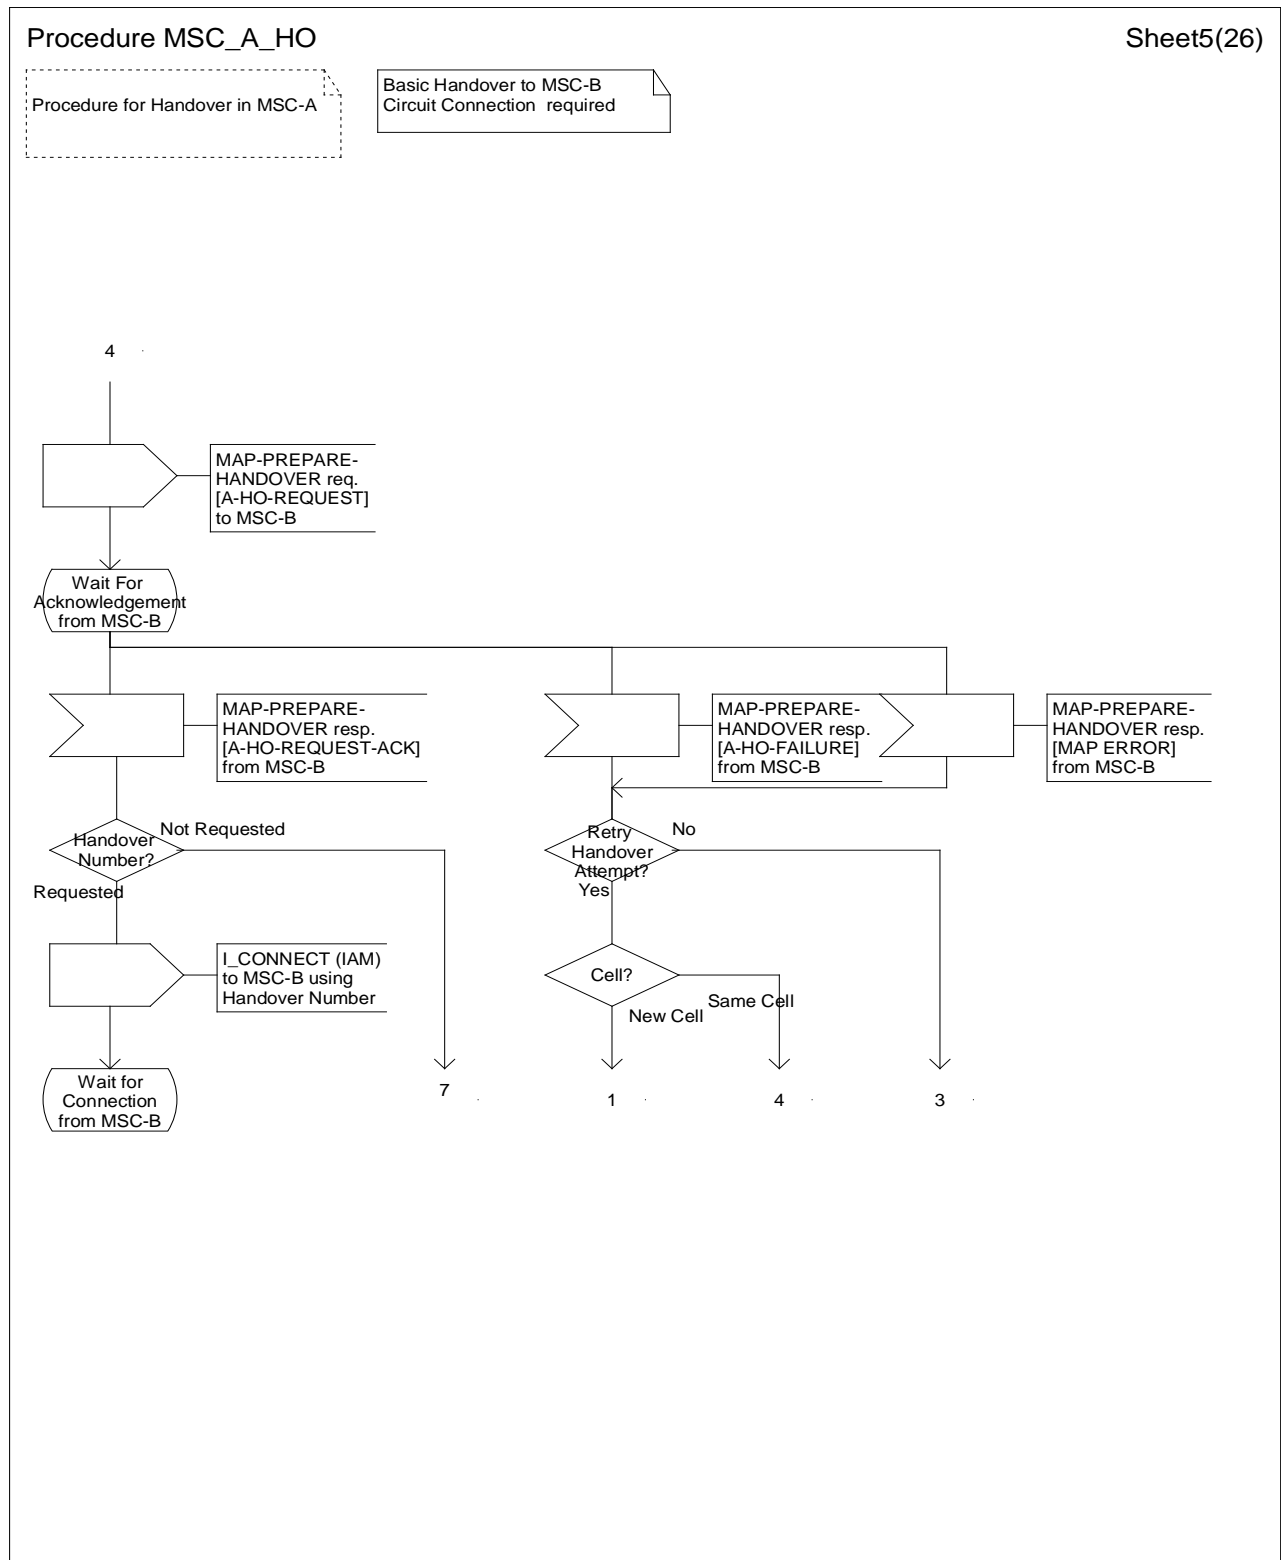 Procedure MSC_A_HO
Sheet5(26)
Procedure for Handover in MSC-A
Basic Handover to MSC-B
Circuit Connection required
4
MAP-PREPARE-
HANDOVER req.
[A-HO-REQUEST]
to MSC-B
Wait For
Acknowledgement
from MSC-B
MAP-PREPARE-
HANDOVER resp.
[A-HO-REQUEST-ACK]
from MSC-B
MAP-PREPARE-
HANDOVER resp.
[A-HO-FAILURE]
from MSC-B
MAP-PREPARE-
HANDOVER resp.
[MAP ERROR]
from MSC-B
Handover
Number?
Not Requested
Requested
Retry
Handover
Attempt?
No
Yes
I_CONNECT (IAM)
to MSC-B using
Handover Number
Cell?
Same Cell
New Cell
Wait for
Connection
from MSC-B
7
1
4
3